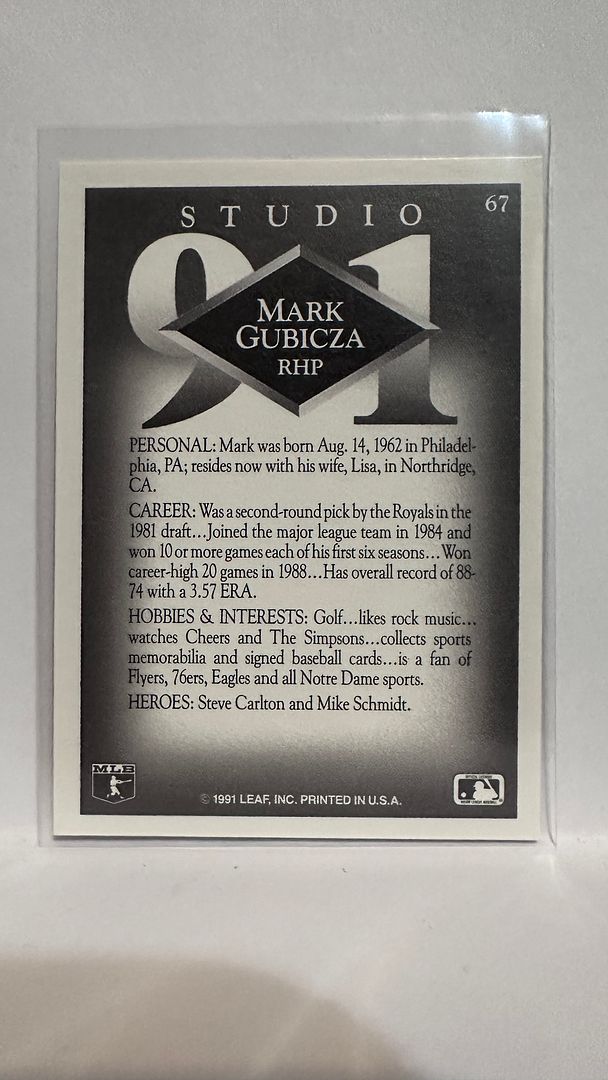 67
STUDIO
91
MARK
GUBICZA
RHP
PERSONAL: Mark was born Aug. 14, 1962 in Philadel-
phia, PA; resides now with his wife, Lisa, in Northridge,
CA.
CAREER: Was a second-round pick by the Royals in the
1981 draft...Joined the major league team in 1984 and
won 10 or more games each of his first six seasons...Won
career-high 20 games in 1988...Has overall record of 88-
74 with a 3.57 ERA.
HOBBIES & INTERESTS: Golf...likes rock music...
watches Cheers and The Simpsons...collects sports
memorabilia and signed baseball cards...is a fan of
Flyers, 76ers, Eagles and all Notre Dame sports.
HEROES: Steve Carlton and Mike Schmidt.
MLB
© 1991 LEAF, INC. PRINTED IN U.S.A.